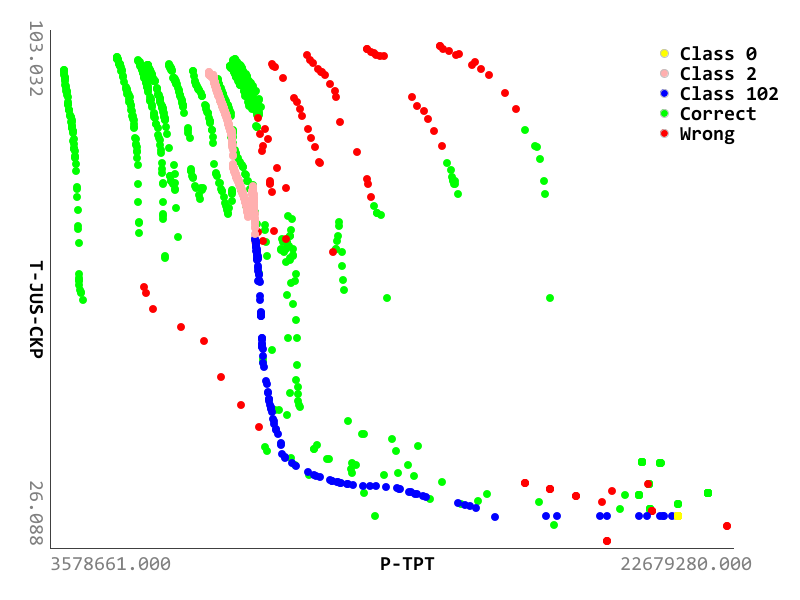 103.032
T-JUS-CKP
26.088
Class 0
Class 2
Class 102
Correct
Wrong
3578661.000
P-TPT
22679280.000